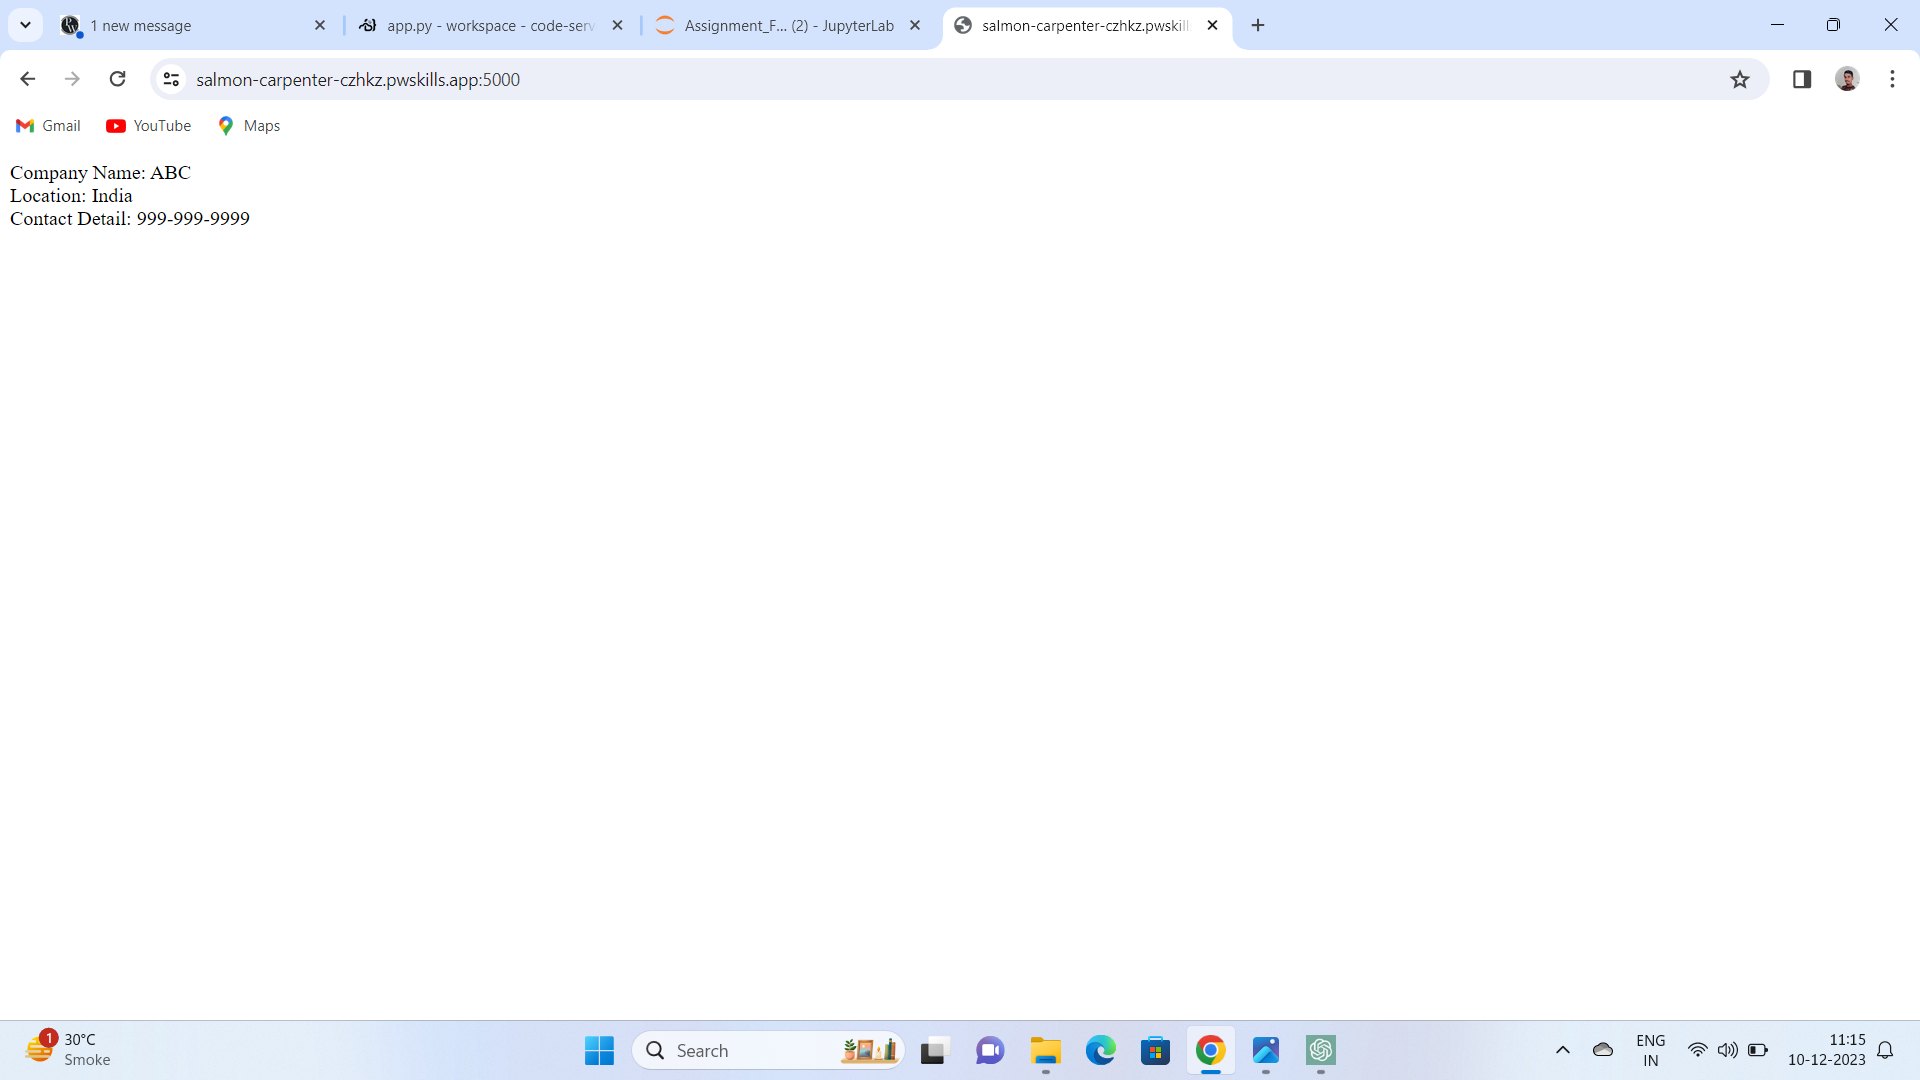 1 new message
app.py - workspace - code-serv
Assignment_F... (2) - JupyterLab
salmon-carpenter-czhkz.pwskill
salmon-carpenter-czhkz.pwskills.app:5000
Gmail
YouTube
Maps
Company Name: ABC
Location: India
Contact Detail: 999-999-9999
1
30°C
Smoke
Search
ENG
IN
11:15
10-12-2023